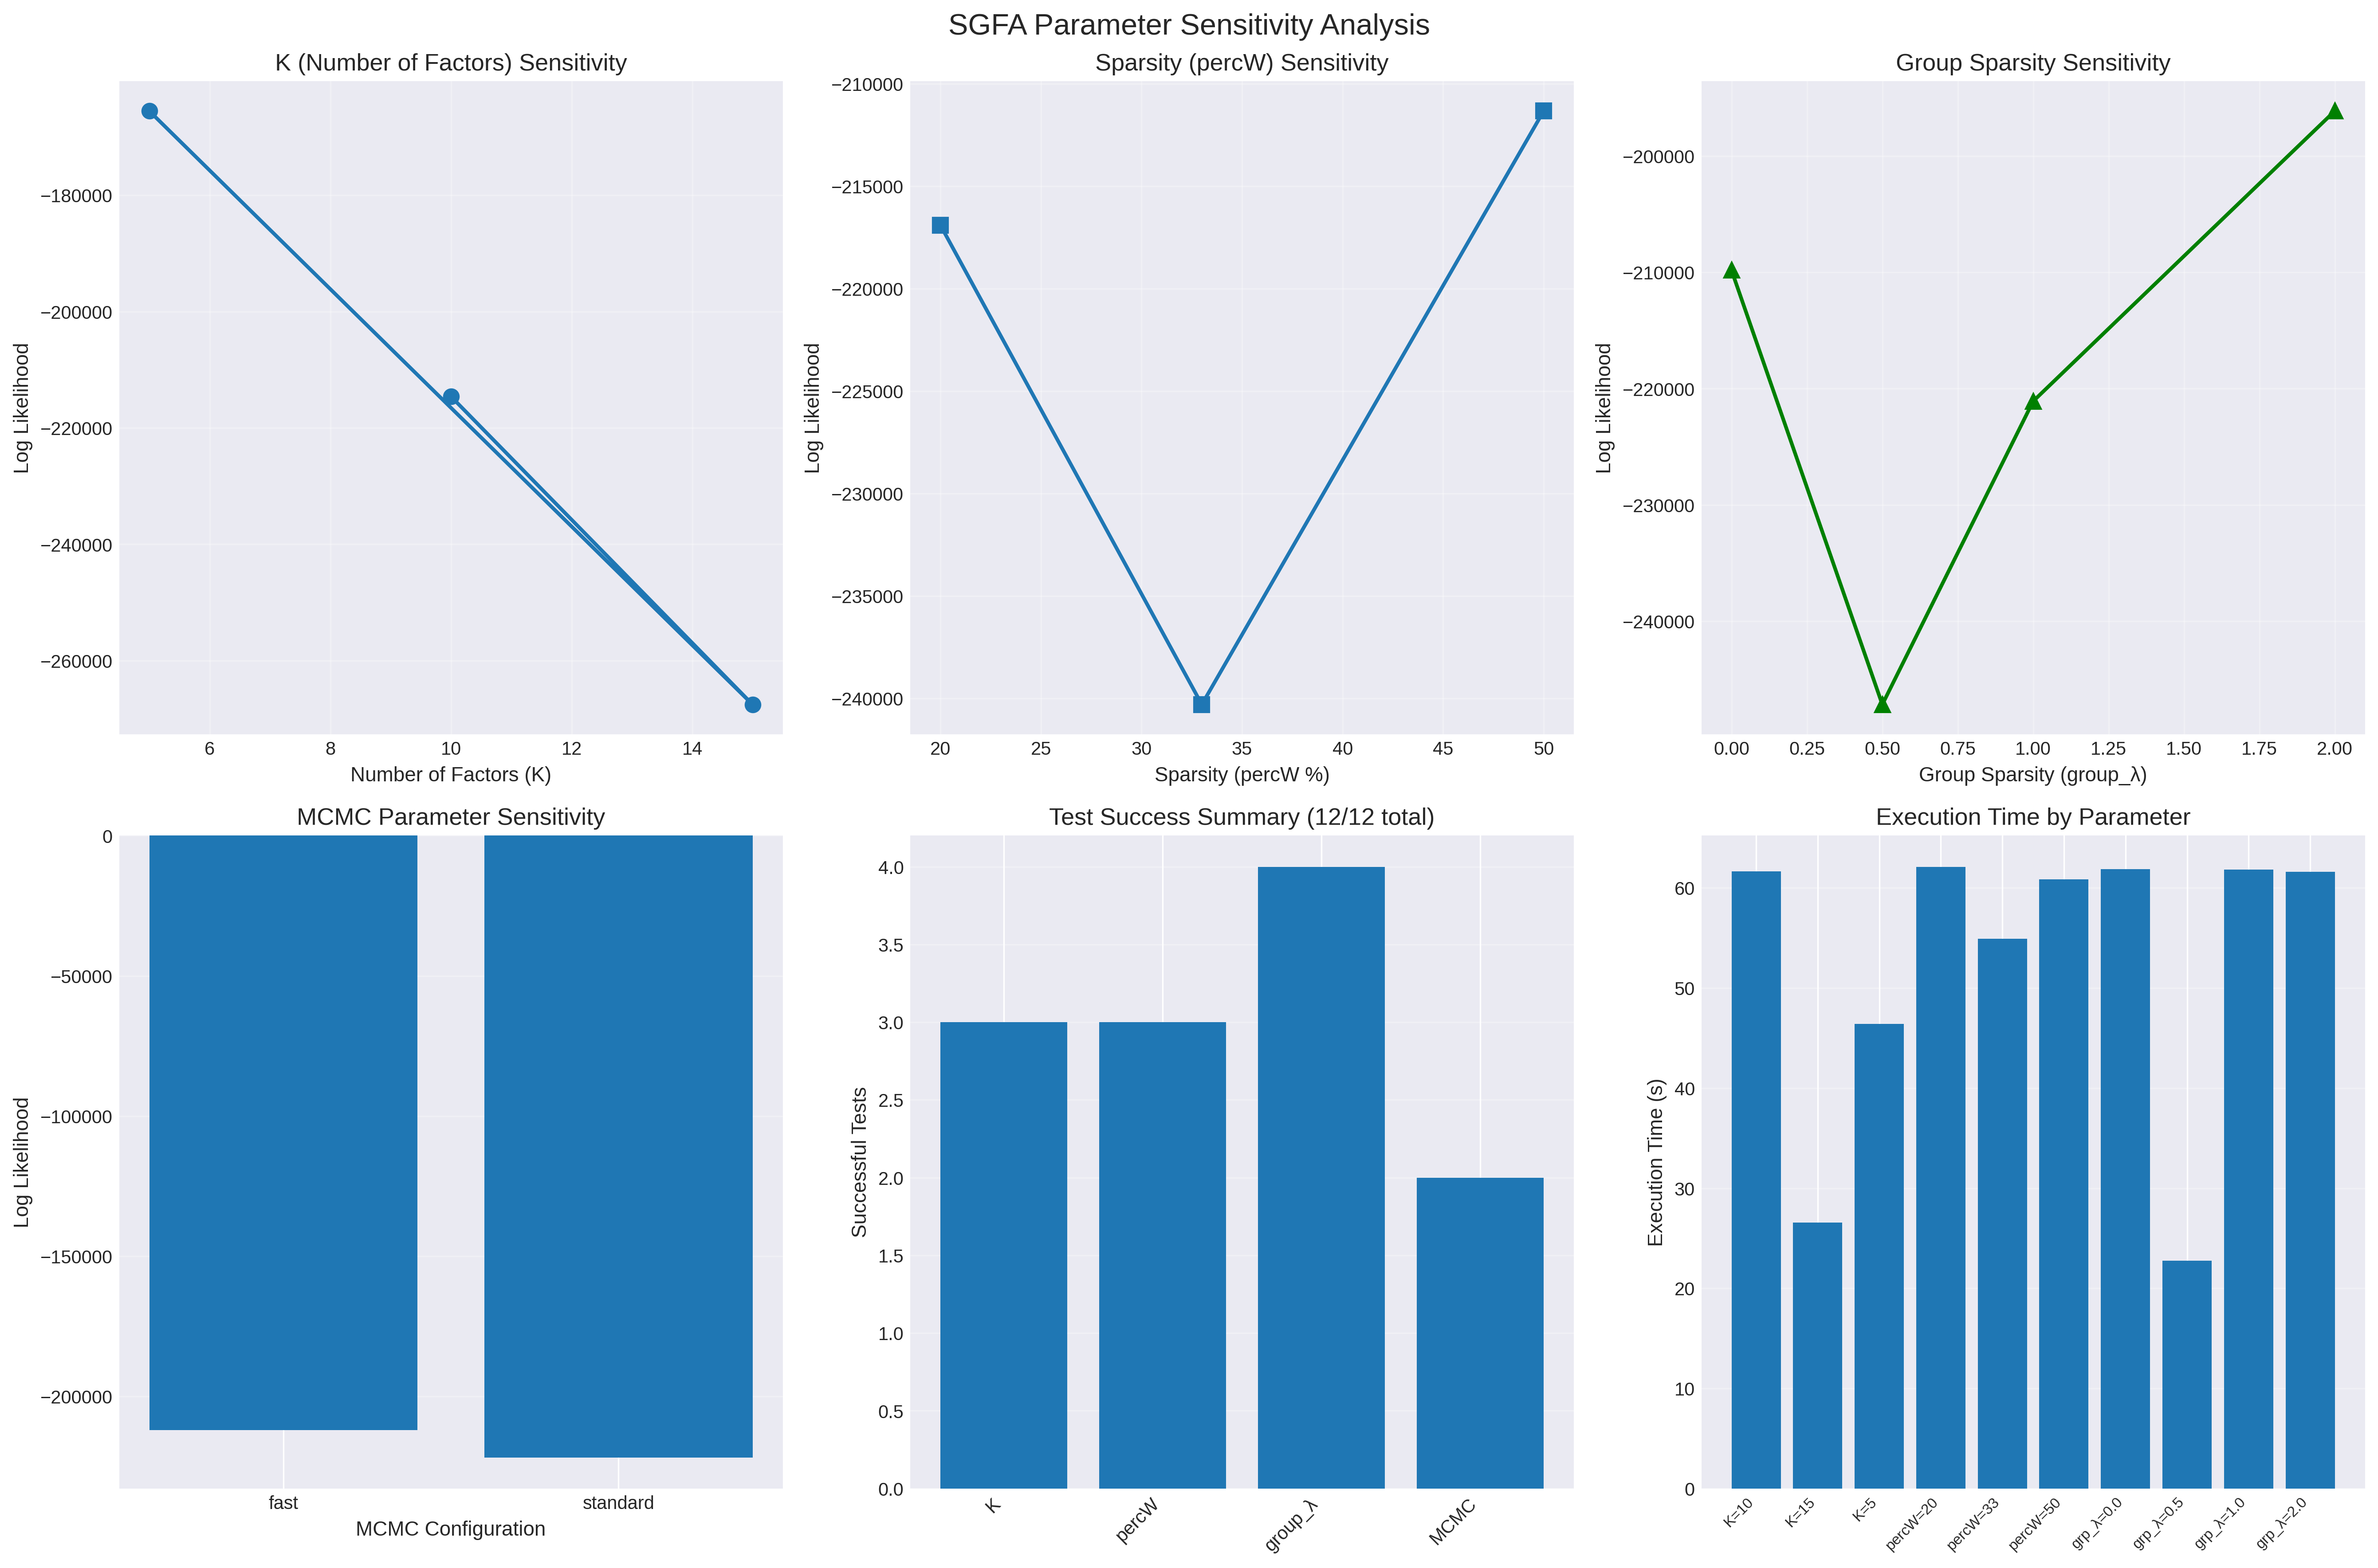 SGFA Parameter Sensitivity Analysis
K (Number of Factors) Sensitivity
−180000
−200000
−220000
−240000
−260000
Log Likelihood
6 8 10 12 14
Number of Factors (K)
Sparsity (percW) Sensitivity
−210000
−215000
−220000
−225000
−230000
−235000
−240000
Log Likelihood
20 25 30 35 40 45 50
Sparsity (percW %)
Group Sparsity Sensitivity
−200000
−210000
−220000
−230000
−240000
Log Likelihood
0.00 0.25 0.50 0.75 1.00 1.25 1.50 1.75 2.00
Group Sparsity (group_λ)
MCMC Parameter Sensitivity
0
−50000
−100000
−150000
−200000
Log Likelihood
fast standard
MCMC Configuration
Test Success Summary (12/12 total)
4.0
3.5
3.0
2.5
2.0
1.5
1.0
0.5
0.0
Successful Tests
K percW group_λ MCMC
Execution Time by Parameter
60
50
40
30
20
10
0
Execution Time (s)
K=10 K=15 K=5 percW=20 percW=33 percW=50 grp_λ=0.0 grp_λ=0.5 grp_λ=1.0 grp_λ=2.0